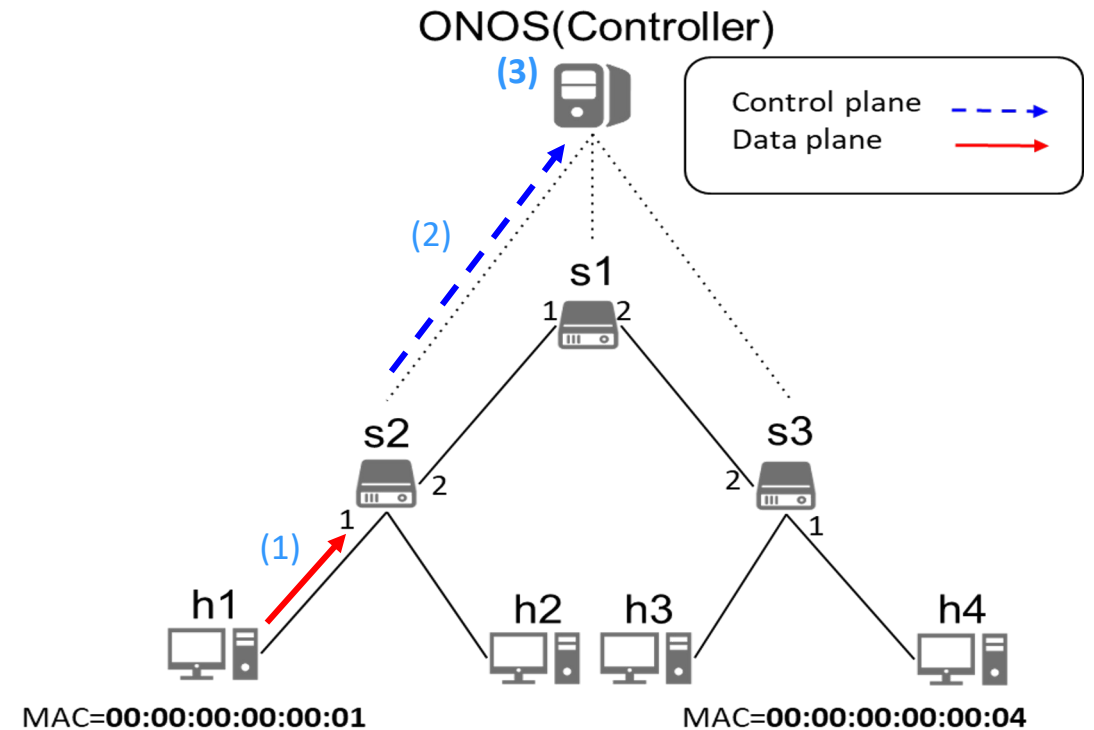 ONOS(Controller)
(3)
Control plane
Data plane
(2)
s1
1 2
s2
s3
2
2
1
1
(1)
h1
h2
h3
h4
MAC=00:00:00:00:00:01
MAC=00:00:00:00:00:04